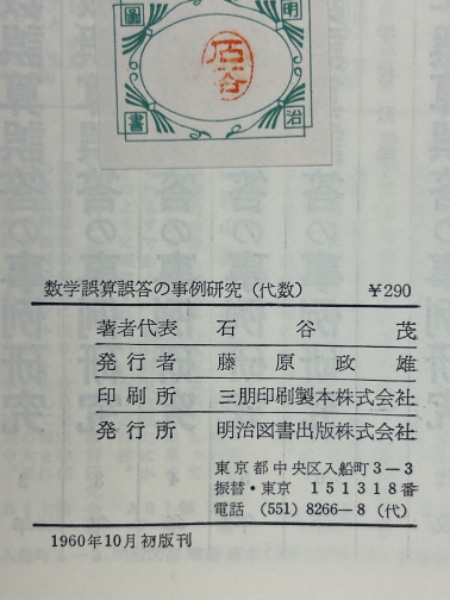 明
圖
治
書
石谷
数学誤算誤答の事例研究（代数） ￥290
著者代表 石谷茂
発行者 藤原政雄
印刷所 三朋印刷製本株式会社
発行所 明治図書出版株式会社
東京都中央区入船町3－3
振替・東京 151318番
電話 (551) 8266－8（代）
1960年10月初版刊